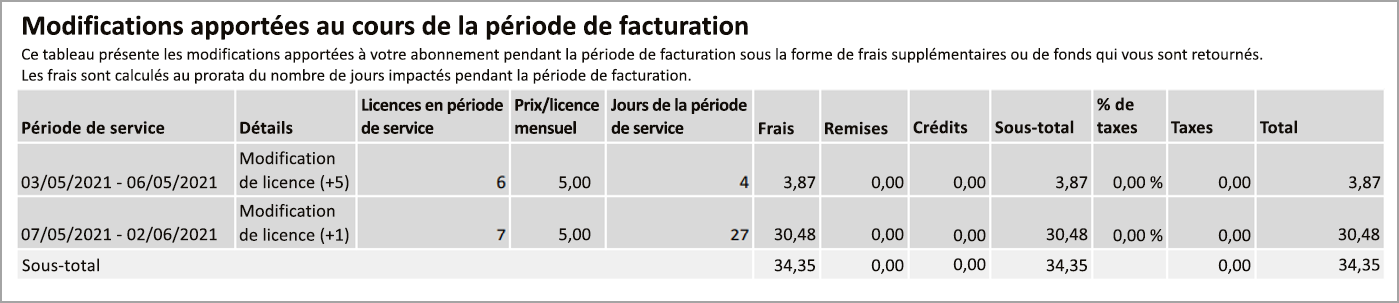 Modifications apportées au cours de la période de facturation
Ce tableau présente les modifications apportées à votre abonnement pendant la période de facturation sous la forme de frais supplémentaires ou de fonds qui vous sont retournés.
Les frais sont calculés au prorata du nombre de jours impactés pendant la période de facturation.
Période de service Détails Licences en période de service Prix/licence mensuel Jours de la période de service Frais Remises Crédits Sous-total % de taxes Taxes Total
03/05/2021 - 06/05/2021 Modification de licence (+5) 6 5,00 4 3,87 0,00 0,00 3,87 0,00 % 0,00 3,87
07/05/2021 - 02/06/2021 Modification de licence (+1) 7 5,00 27 30,48 0,00 0,00 30,48 0,00 % 0,00 30,48
Sous-total 34,35 0,00 0,00 34,35 0,00 34,35